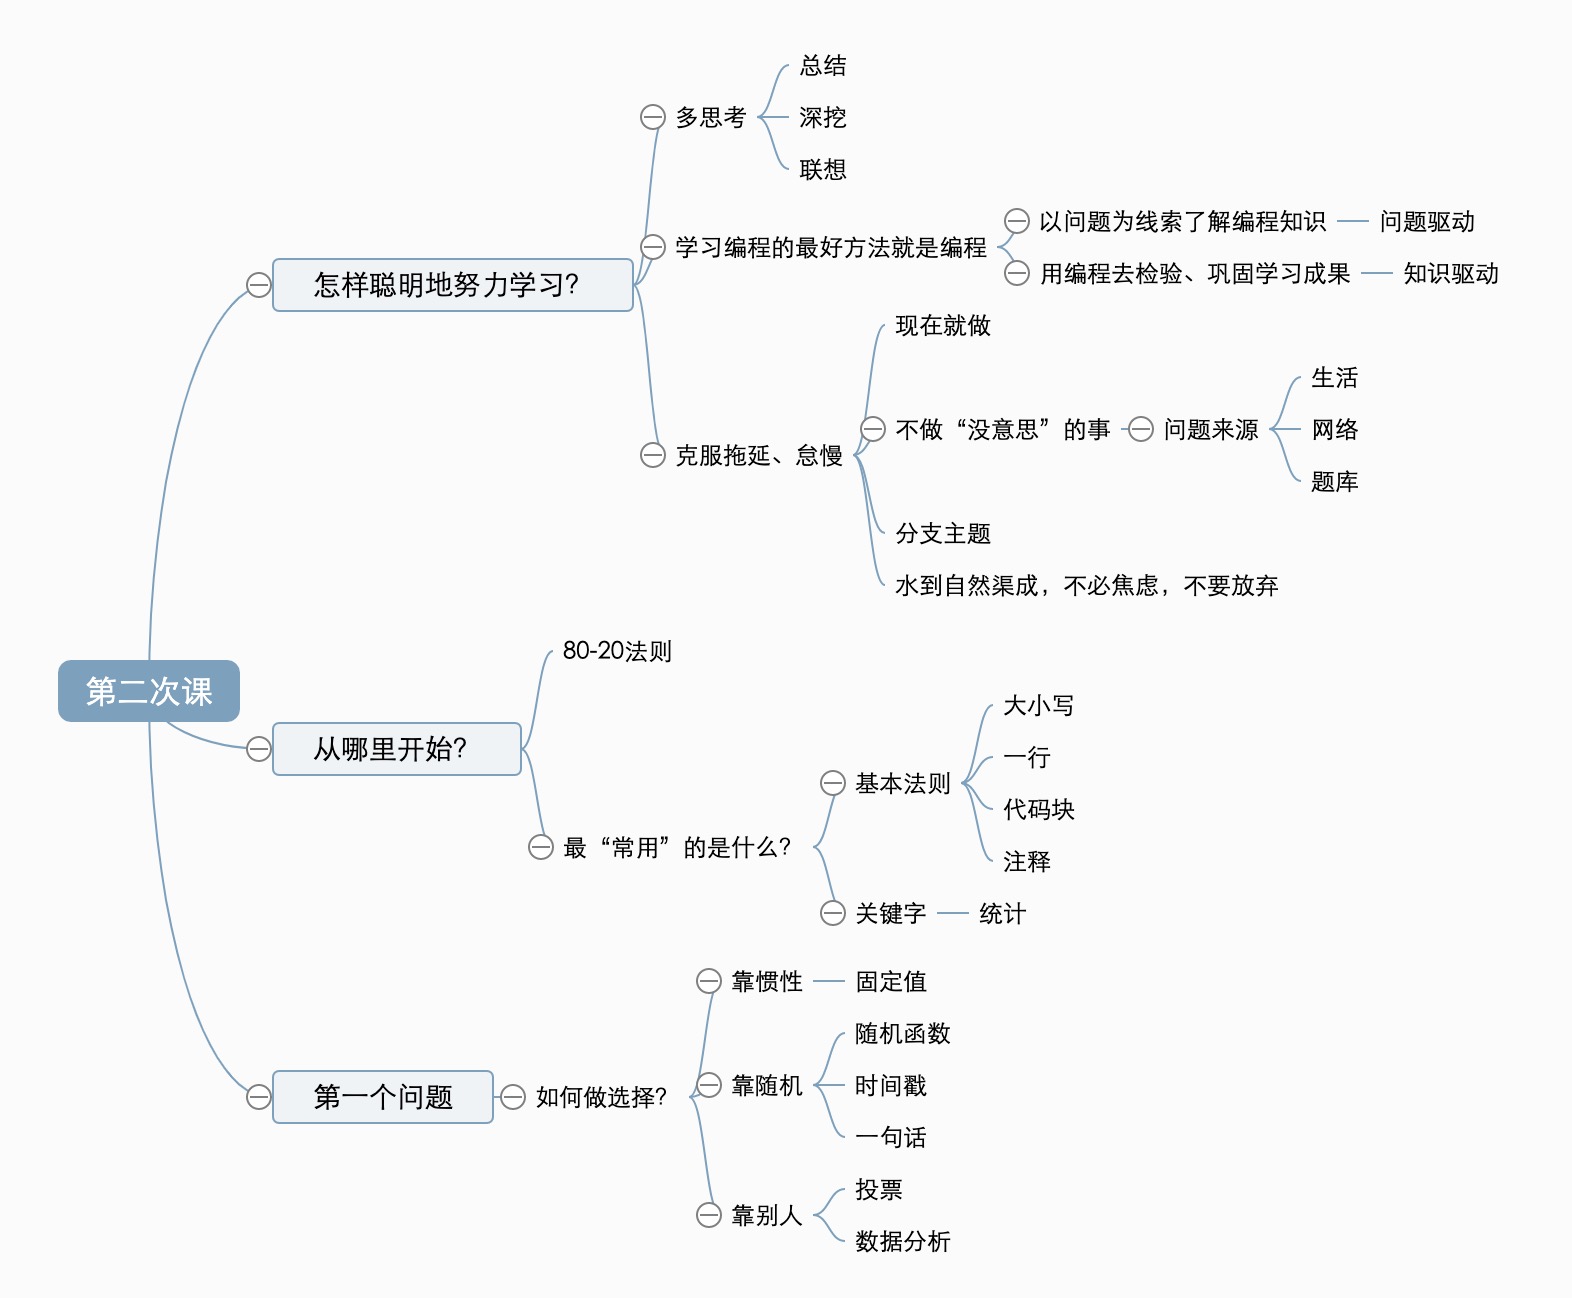 第二次课
怎样聪明地努力学习？
多思考
总结
深挖
联想
学习编程的最好方法就是编程
以问题为线索了解编程知识
问题驱动
用编程去检验、巩固学习成果
知识驱动
克服拖延、怠慢
现在就做
不做“没意思”的事
问题来源
生活
网络
题库
分支主题
水到自然渠成，不必焦虑，不要放弃
从哪里开始？
80-20法则
最“常用”的是什么？
基本法则
大小写
一行
代码块
注释
关键字
统计
第一个问题
如何做选择？
靠惯性
固定值
靠随机
随机函数
时间戳
一句话
靠别人
投票
数据分析